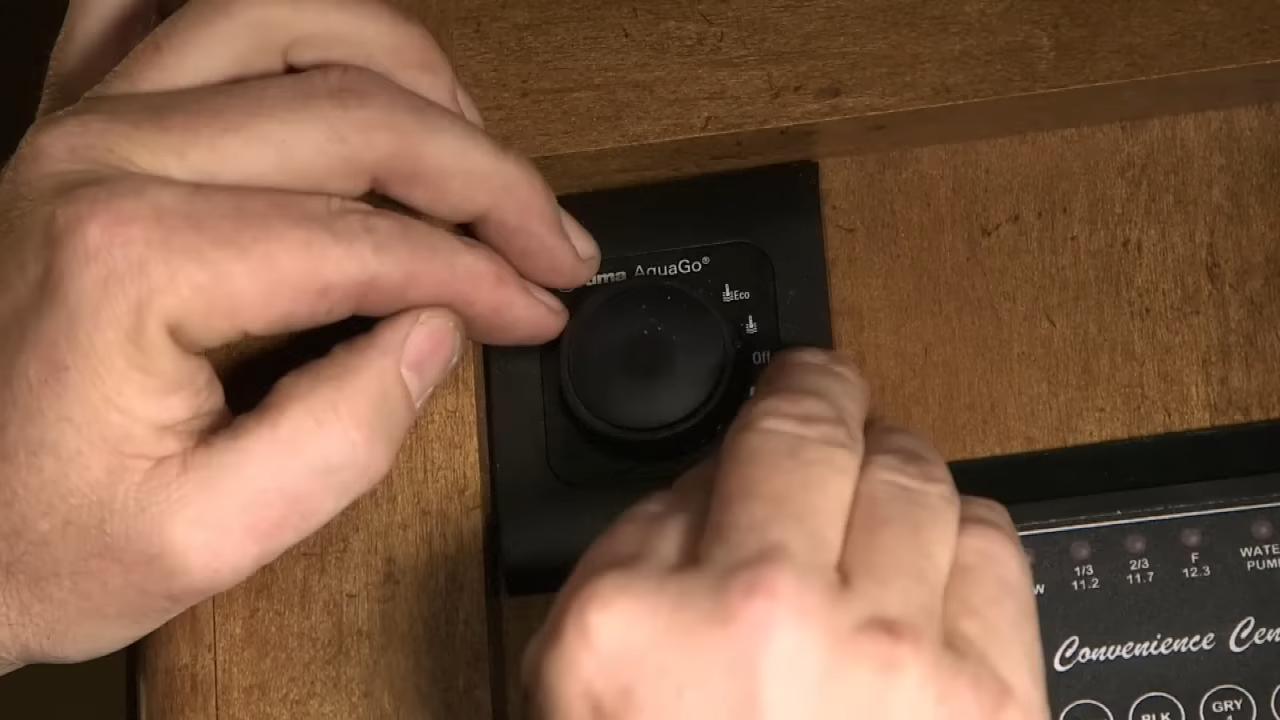 AquaGo®
Eco
Off
1/3 2/3 F
11.2 11.7 12.3
Convenience
BLK GRY